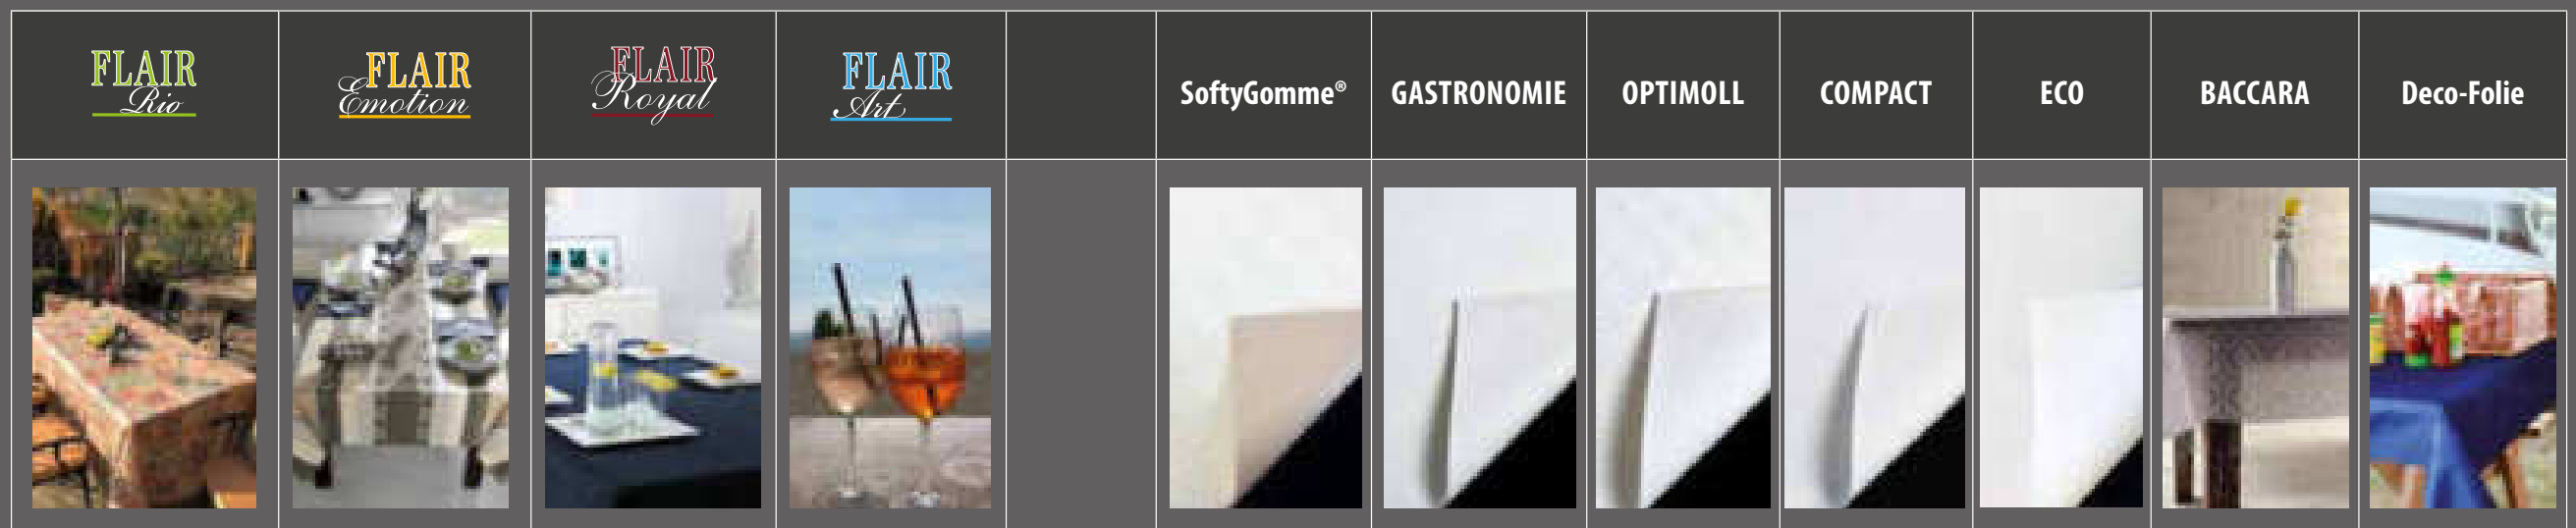 FLAIR
Rio
FLAIR
Emotion
FLAIR
Royal
FLAIR
Art
SoftyGomme®
GASTRONOMIE
OPTIMOLL
COMPACT
ECO
BACCARA
Deco-Folie